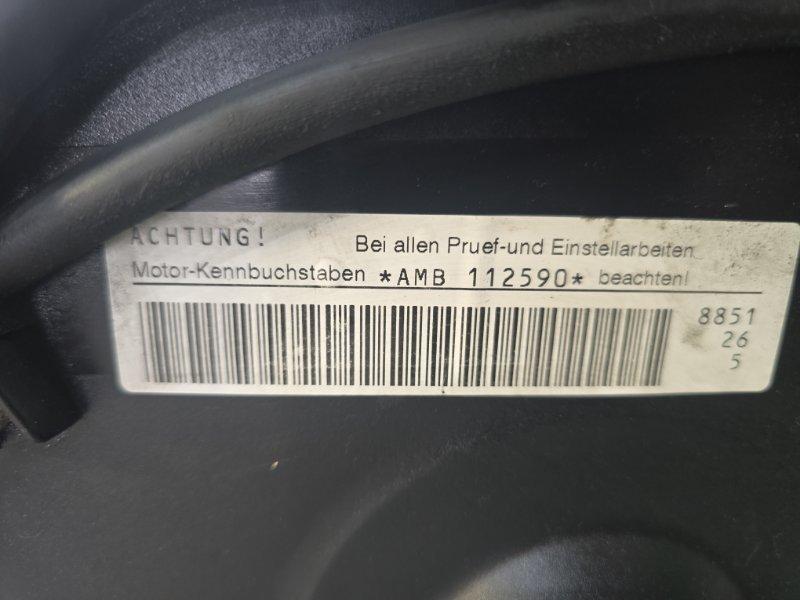 ACHTUNG! Bei allen Pruef-und Einstellarbeiten
Motor-Kennbuchstaben *AMB 112590* beachten!
8851
26
5